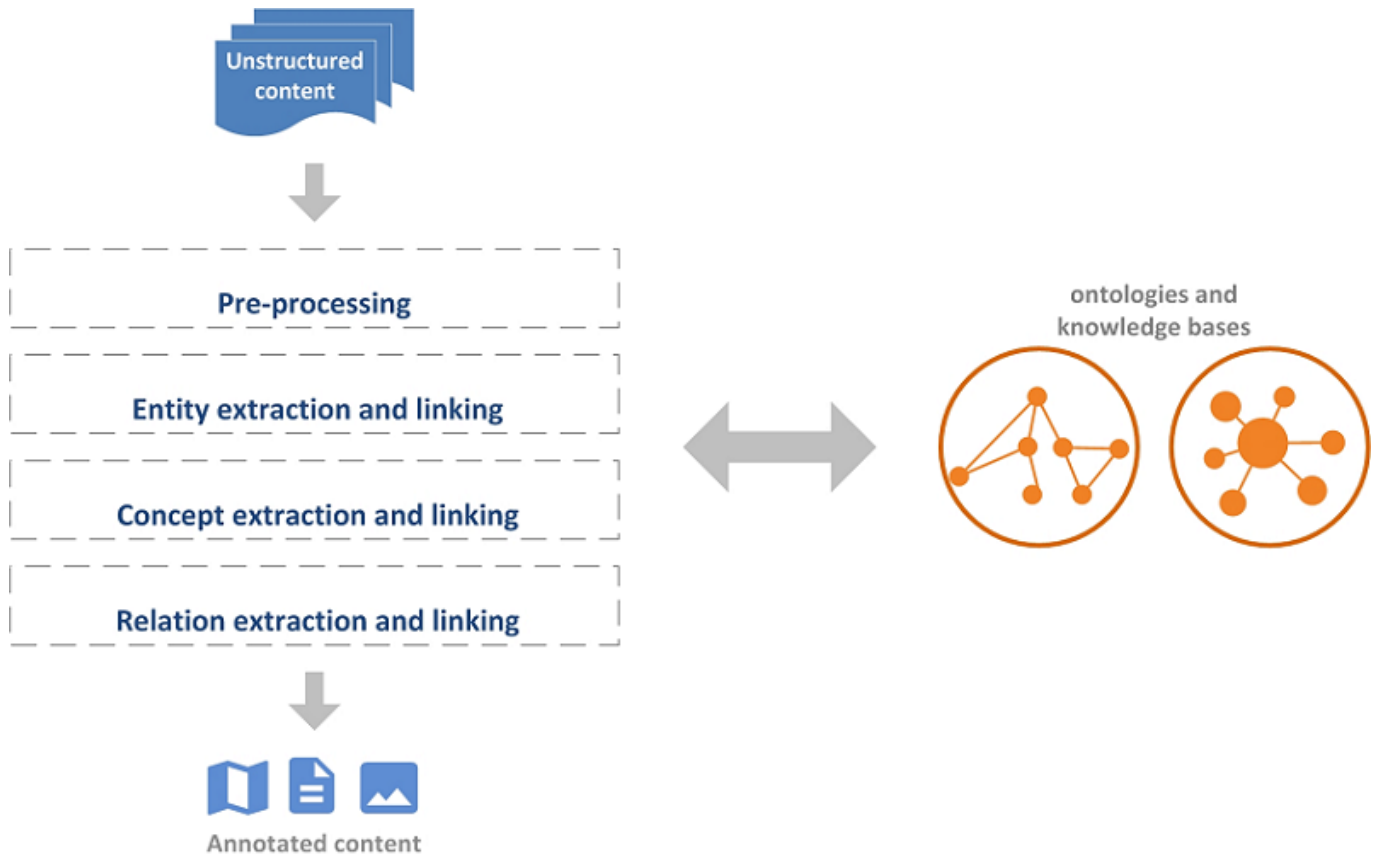 Unstructured
content
Pre-processing
Entity extraction and linking
Concept extraction and linking
Relation extraction and linking
Annotated content
ontologies and
knowledge bases